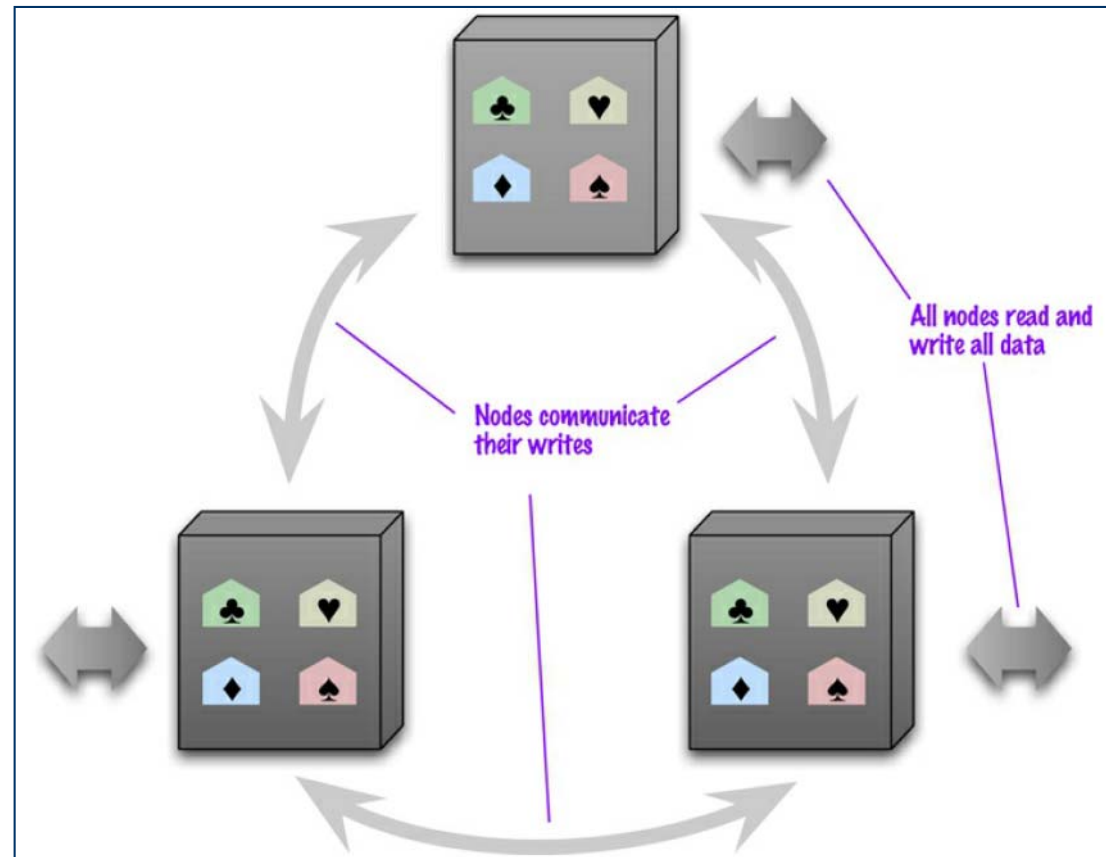 All nodes read and
write all data
Nodes communicate
their writes